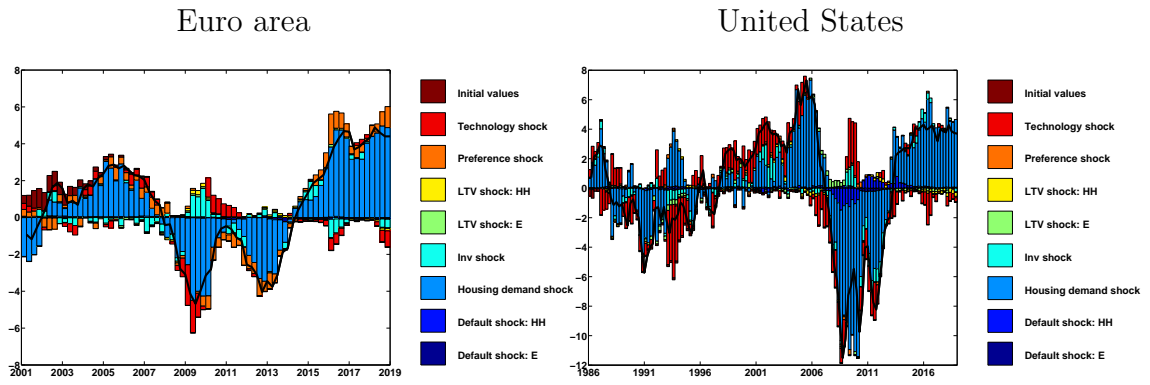 Euro area
United States
8
6
4
2
0
−2
−4
−6
−8
2001 2003 2005 2007 2009 2011 2013 2015 2017 2019
Initial values
Technology shock
Preference shock
LTV shock: HH
LTV shock: E
Inv shock
Housing demand shock
Default shock: HH
Default shock: E
8
6
4
2
0
−2
−4
−6
−8
−10
−12
1986 1991 1996 2001 2006 2011 2016
Initial values
Technology shock
Preference shock
LTV shock: HH
LTV shock: E
Inv shock
Housing demand shock
Default shock: HH
Default shock: E